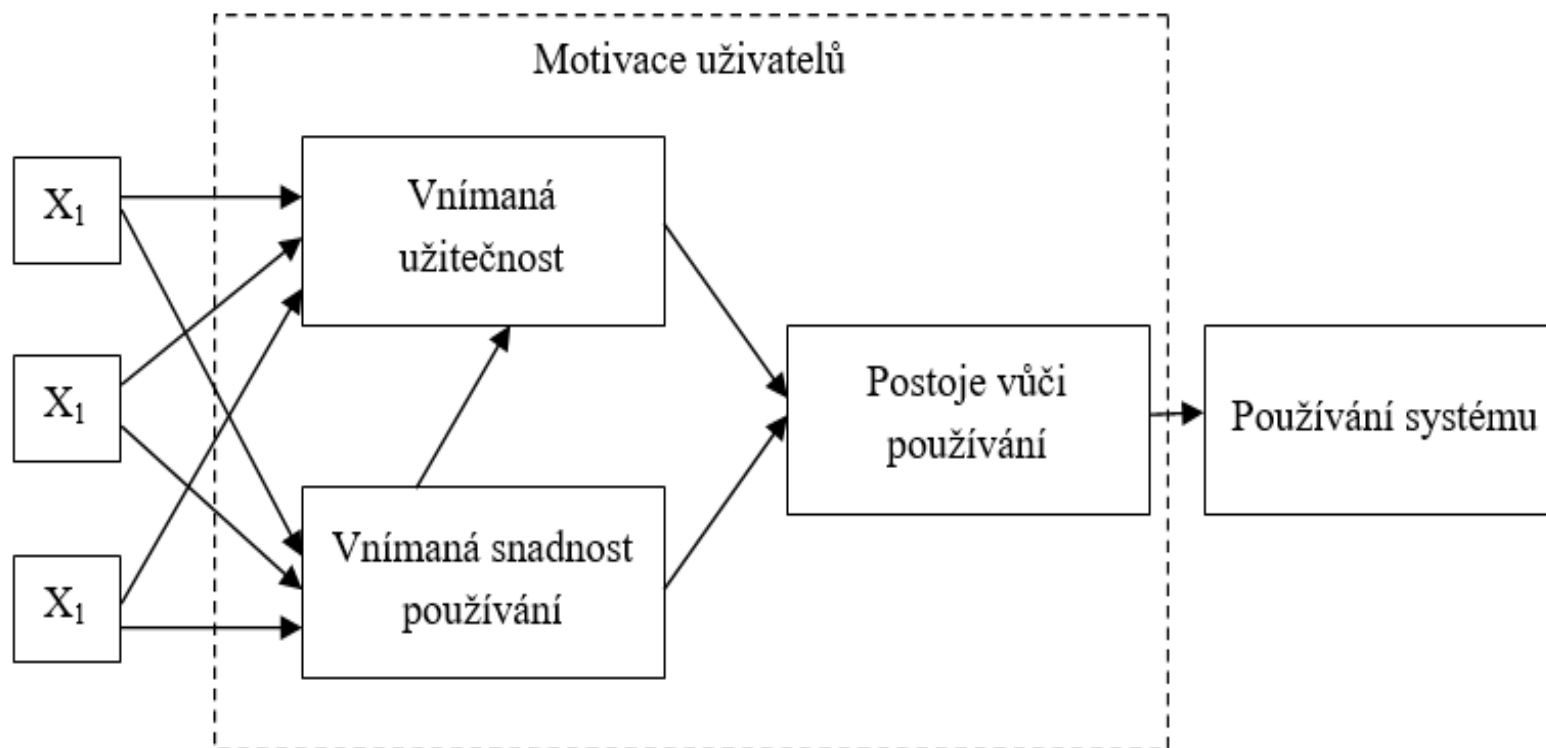 Motivace uživatelů
X₁
X₁
X₁
Vnímaná
užitečnost
Vnímaná snadnost
používání
Postoje vůči
používání
Používání systému